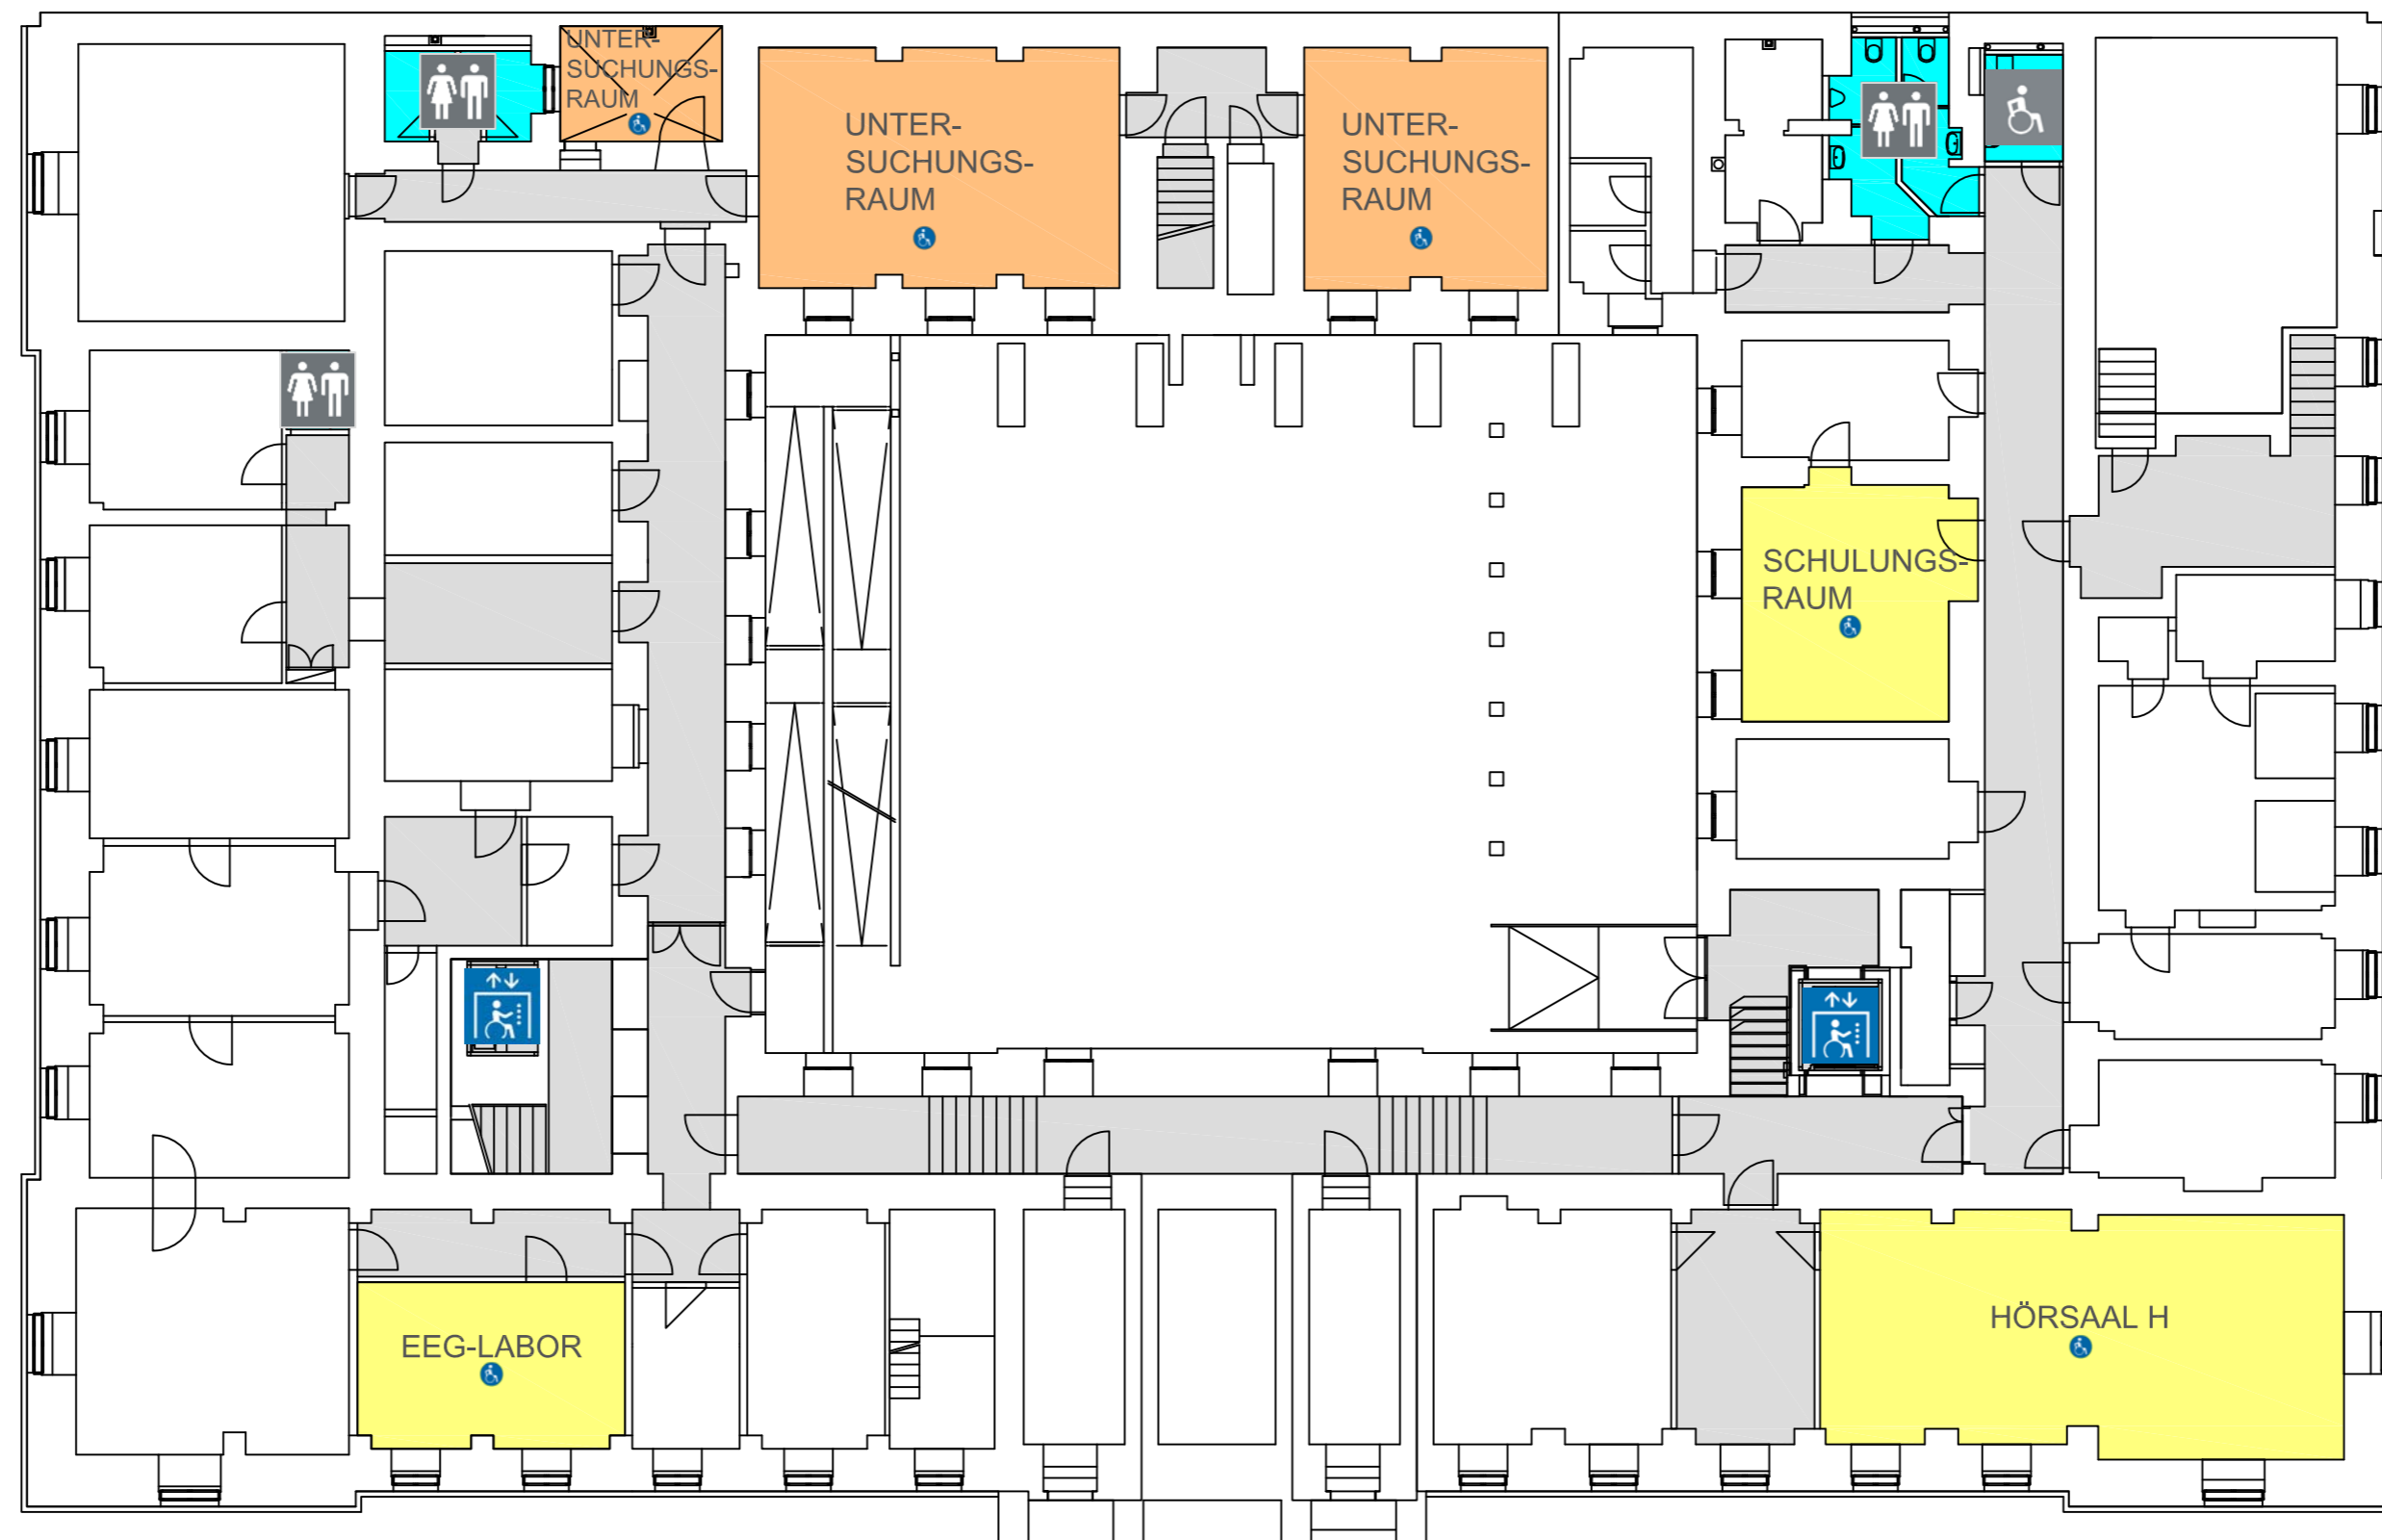 UNTER-
SUCHUNGS-
RAUM
UNTER-
SUCHUNGS-
RAUM
UNTER-
SUCHUNGS-
RAUM
SCHULUNGS-
RAUM
EEG-LABOR
HÖRSAAL H